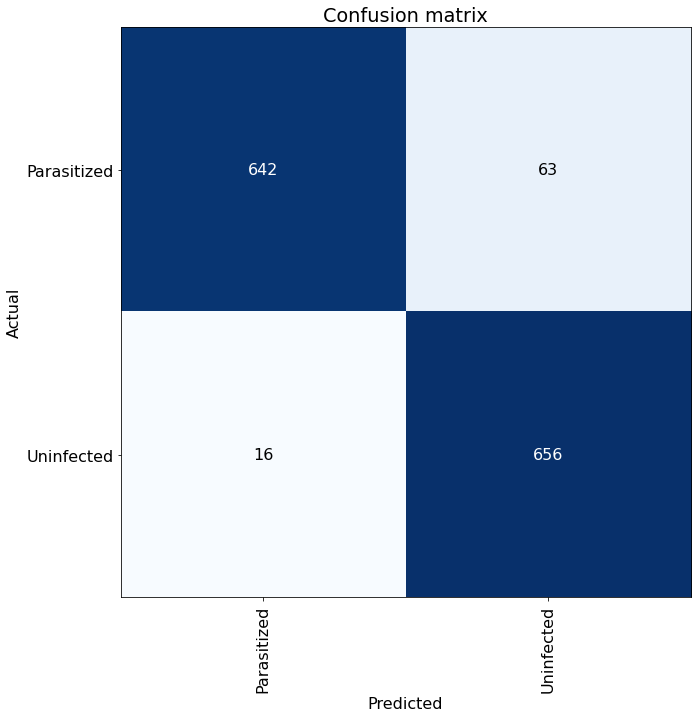 Confusion matrix
Actual
Parasitized
642
63
Uninfected
16
656
Parasitized
Uninfected
Predicted